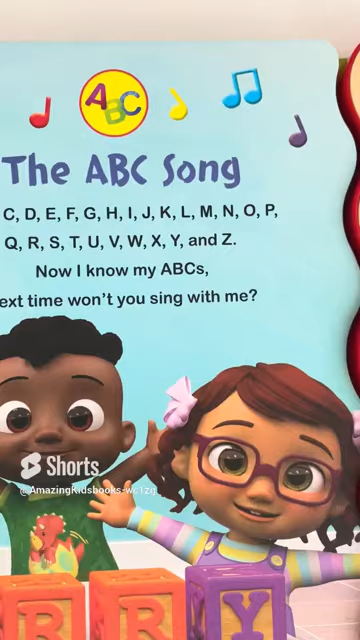 ABC
The ABC Song
C, D, E, F, G, H, I, J, K, L, M, N, O, P,
Q, R, S, T, U, V, W, X, Y, and Z.
Now I know my ABCs,
ext time won't you sing with me?
Shorts
@AmazingKidsbooks-wc1zg
R R Y